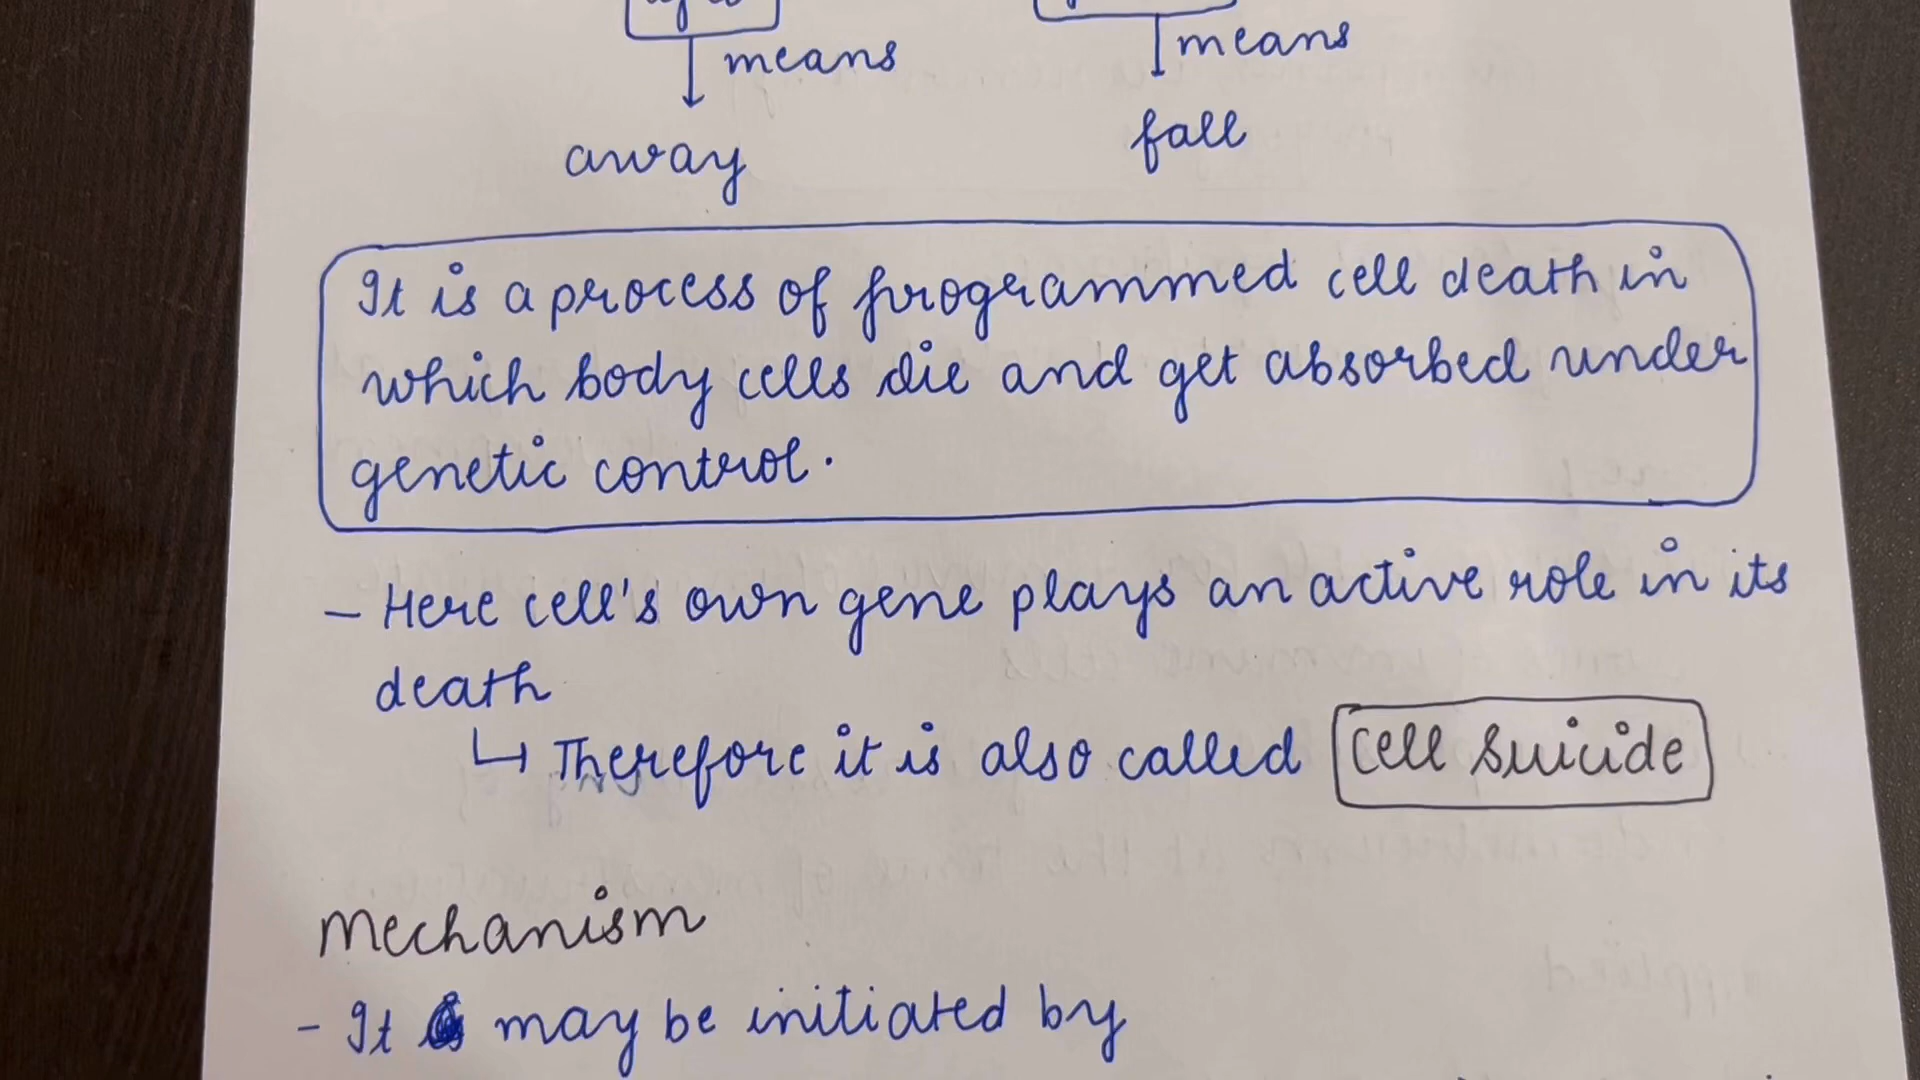 means means
away fall
It is a process of programmed cell death in
which body cells die and get absorbed under
genetic control.
- Here cell's own gene plays an active role in its
death
↳ Therefore it is also called cell suicide
Mechanism
- It may be initiated by